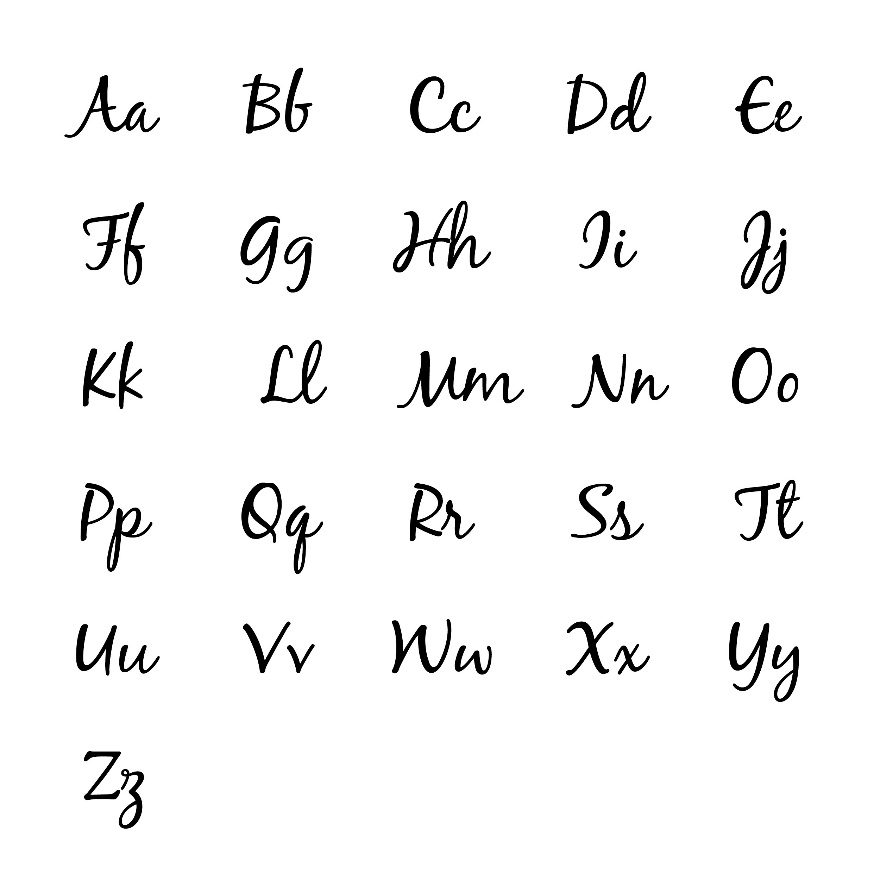 Aa Bb Cc Dd Ee
Ff Gg Hh Ii Jj
Kk Ll Mm Nn Oo
Pp Qq Rr Ss Tt
Uu Vv Ww Xx Yy
Zz